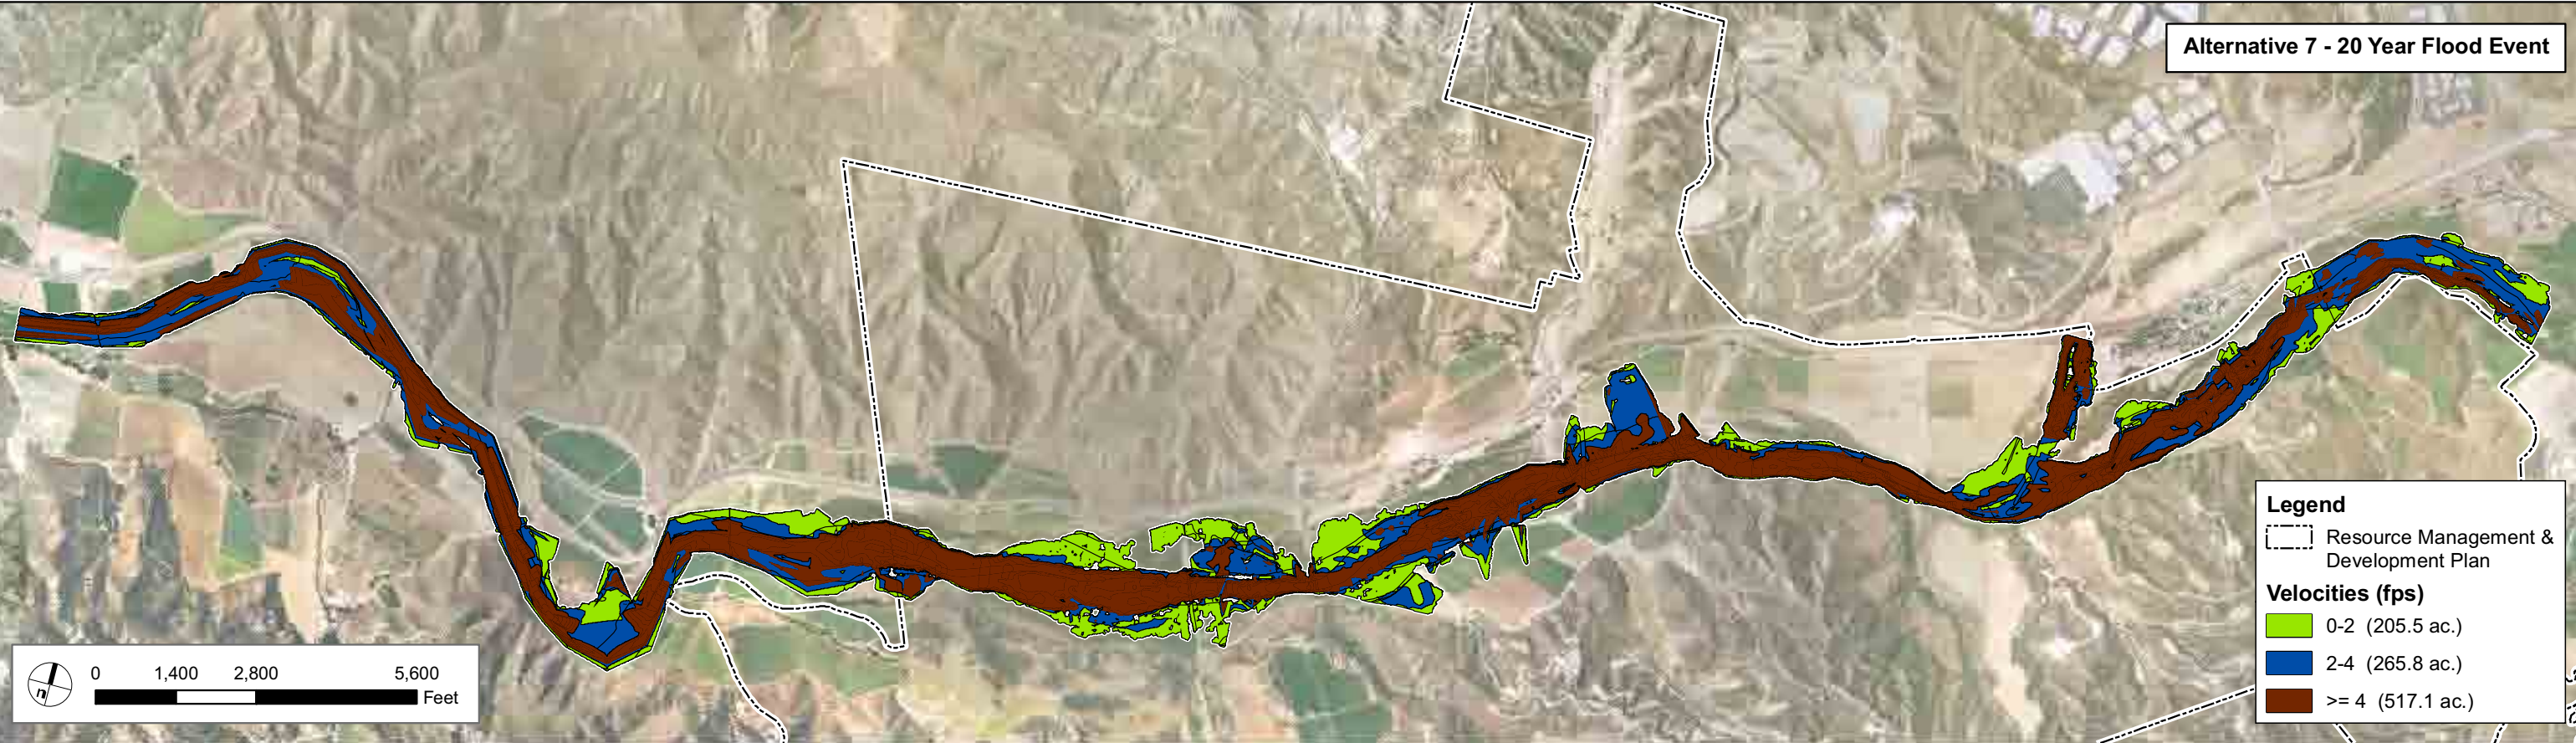 Alternative 7 - 20 Year Flood Event
Legend
Resource Management &
Development Plan
Velocities (fps)
0-2 (205.5 ac.)
2-4 (265.8 ac.)
>= 4 (517.1 ac.)
n
0 1,400 2,800 5,600
Feet